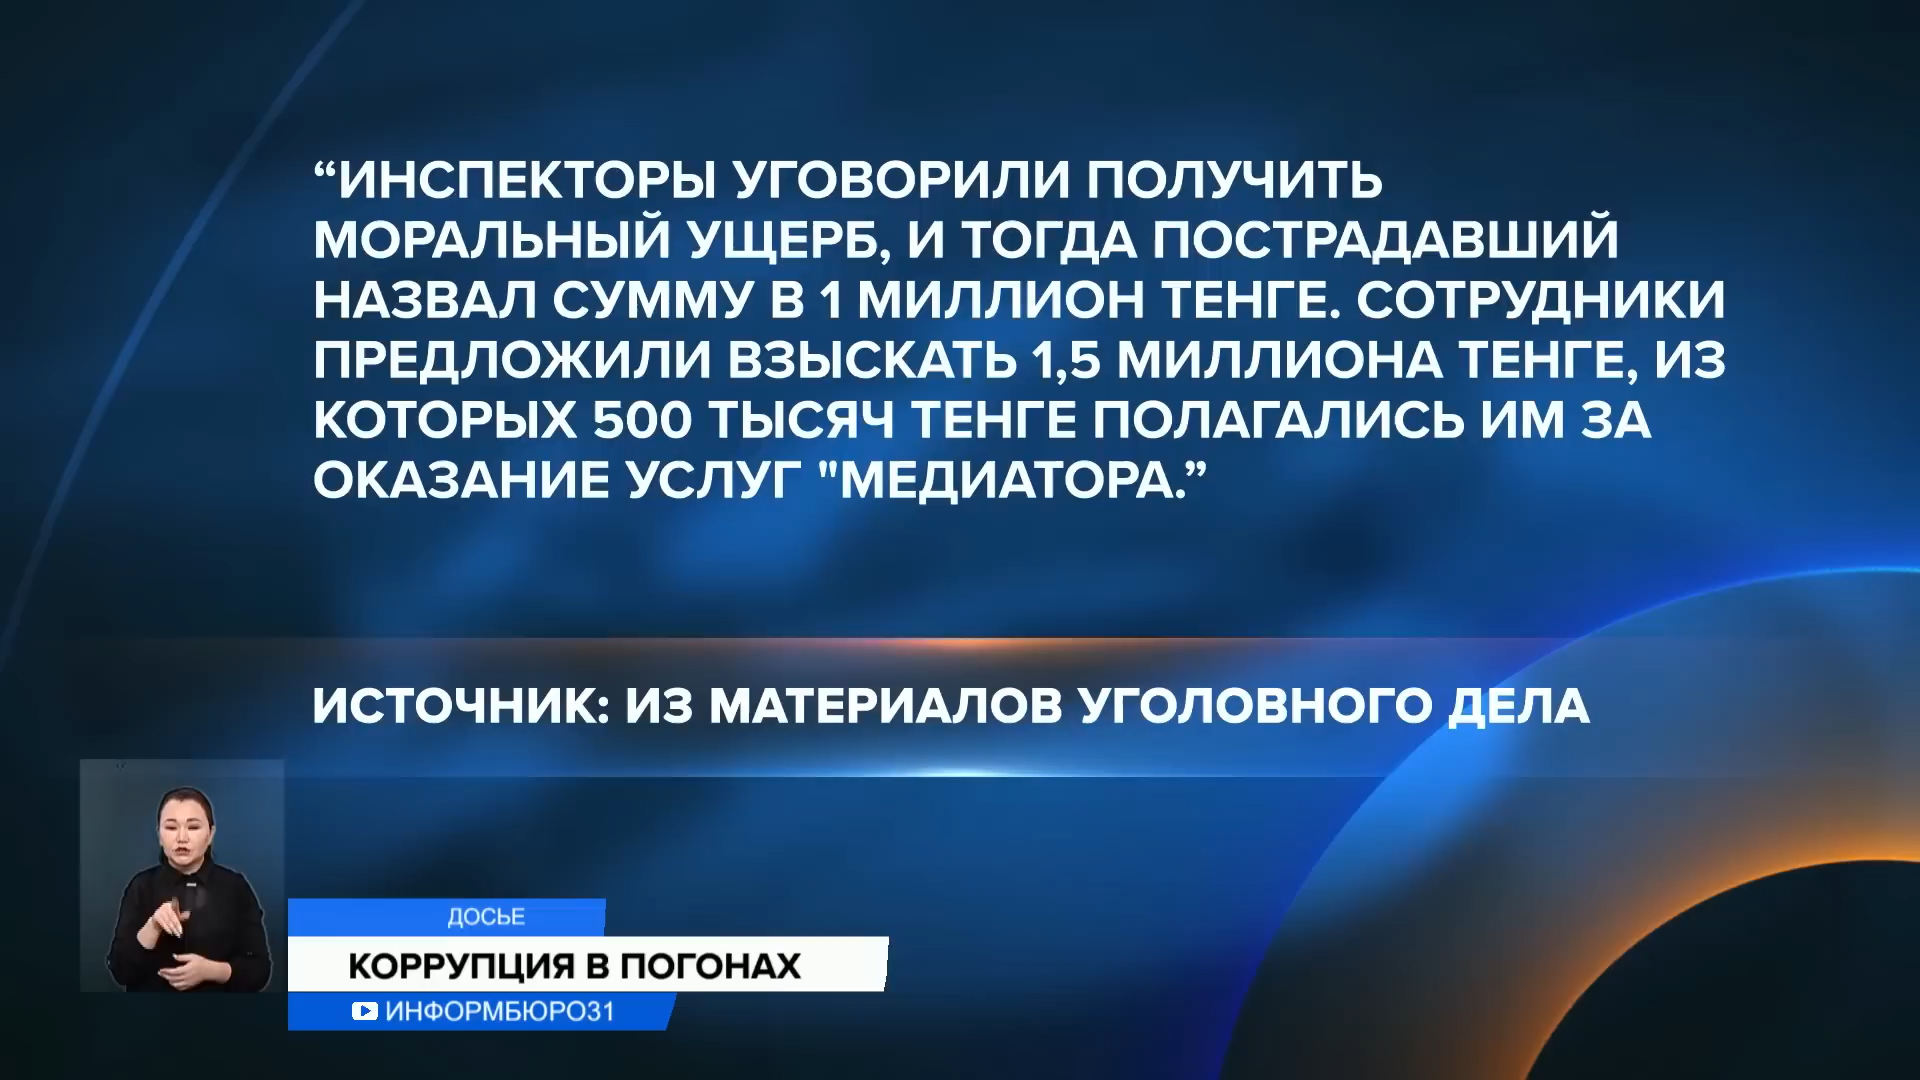 “ИНСПЕКТОРЫ УГОВОРИЛИ ПОЛУЧИТЬ
МОРАЛЬНЫЙ УЩЕРБ, И ТОГДА ПОСТРАДАВШИЙ
НАЗВАЛ СУММУ В 1 МИЛЛИОН ТЕНГЕ. СОТРУДНИКИ
ПРЕДЛОЖИЛИ ВЗЫСКАТЬ 1,5 МИЛЛИОНА ТЕНГЕ, ИЗ
КОТОРЫХ 500 ТЫСЯЧ ТЕНГЕ ПОЛАГАЛИСЬ ИМ ЗА
ОКАЗАНИЕ УСЛУГ "МЕДИАТОРА.”
ИСТОЧНИК: ИЗ МАТЕРИАЛОВ УГОЛОВНОГО ДЕЛА
ДОСЬЕ
КОРРУПЦИЯ В ПОГОНАХ
ИНФОРМБЮРО31